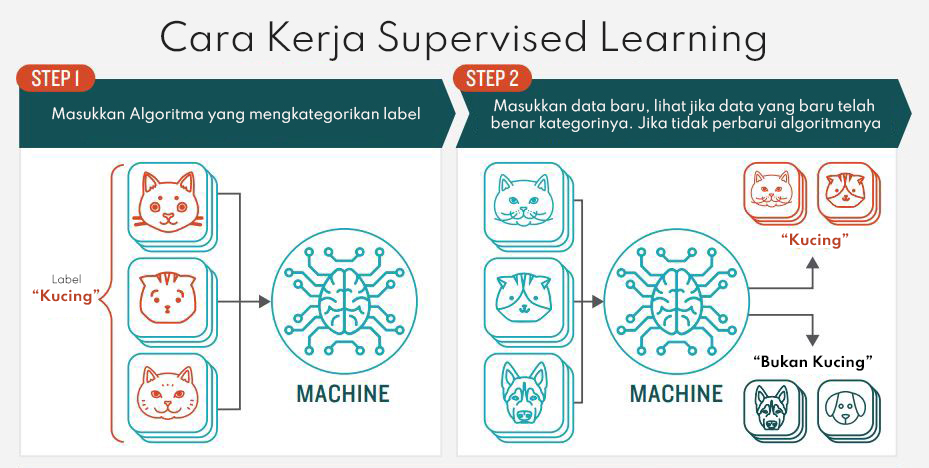 Cara Kerja Supervised Learning
STEP 1
Masukkan Algoritma yang mengkategorikan label
Label
“Kucing”
MACHINE
STEP 2
Masukkan data baru, lihat jika data yang baru telah
benar kategorinya. Jika tidak perbarui algoritmanya
MACHINE
“Kucing”
“Bukan Kucing”